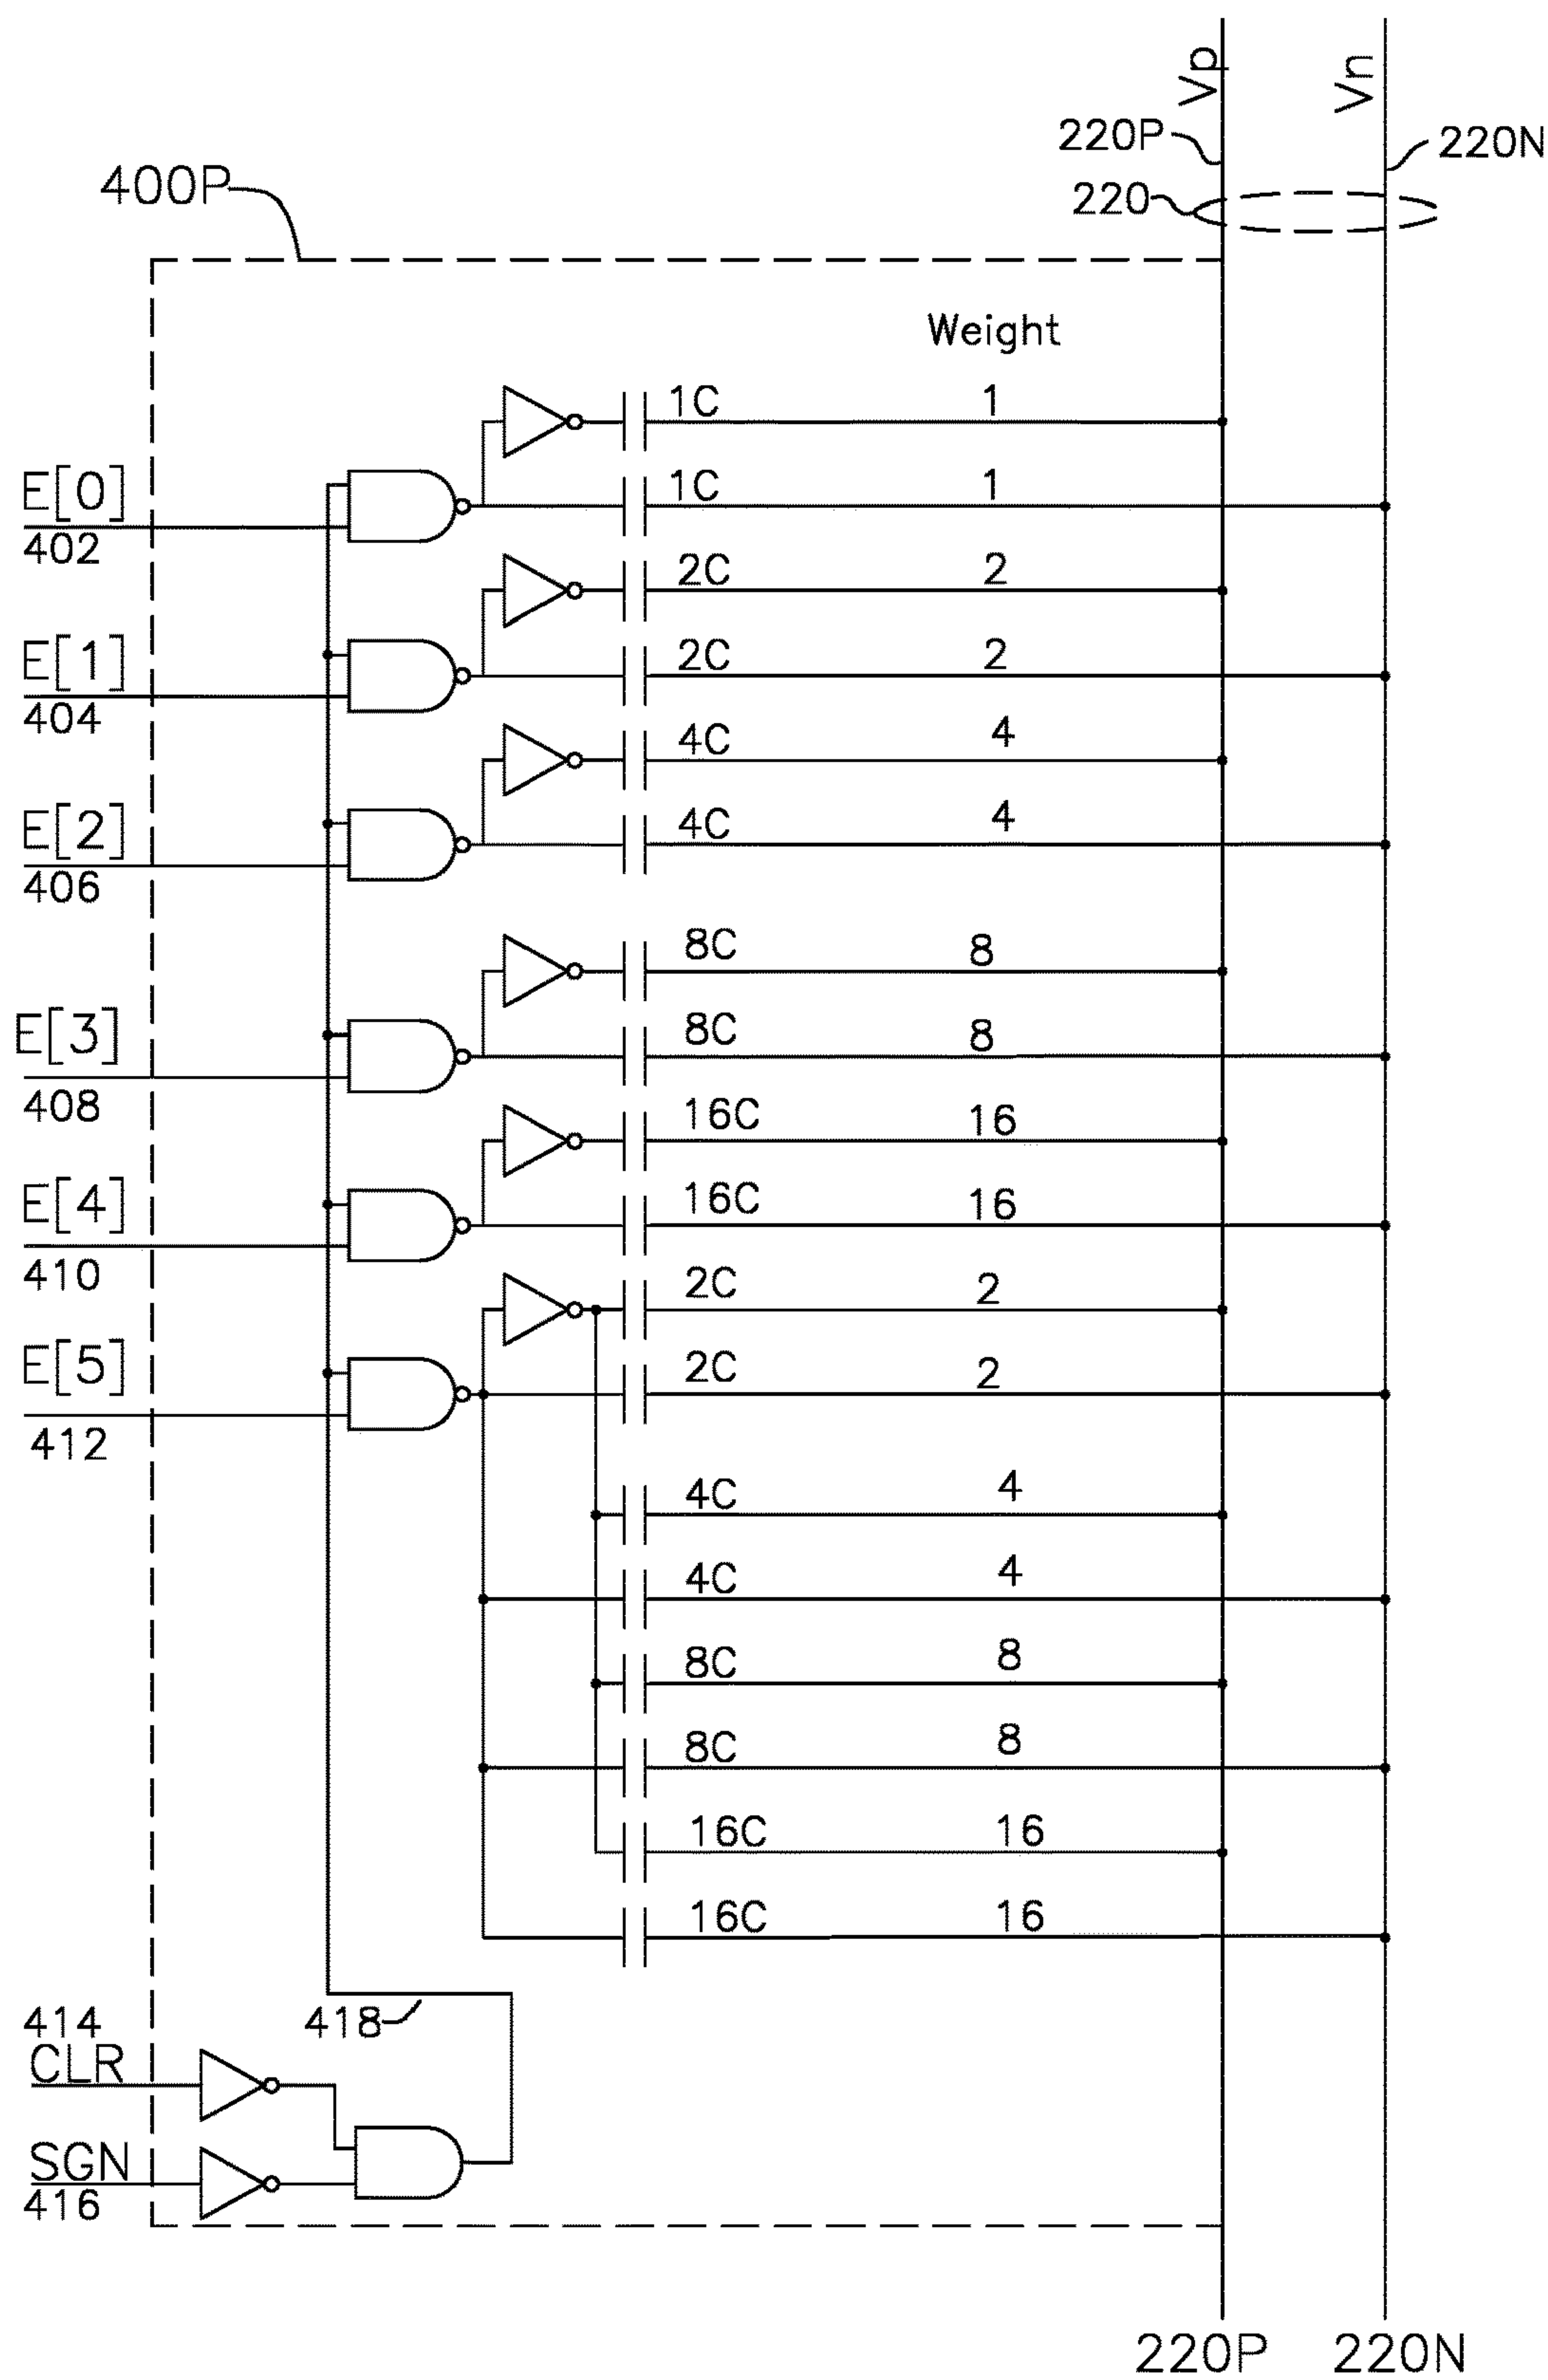 Vp
Vn
220P
220N
220
400P
Weight
1C 1
E[0]
1C 1
402
2C 2
E[1]
2C 2
404
4C 4
E[2]
4C 4
406
8C 8
E[3]
8C 8
408
16C 16
E[4]
16C 16
410
2C 2
E[5]
2C 2
412
4C 4
4C 4
8C 8
8C 8
16C 16
16C 16
414
418
CLR
SGN
416
220P 220N